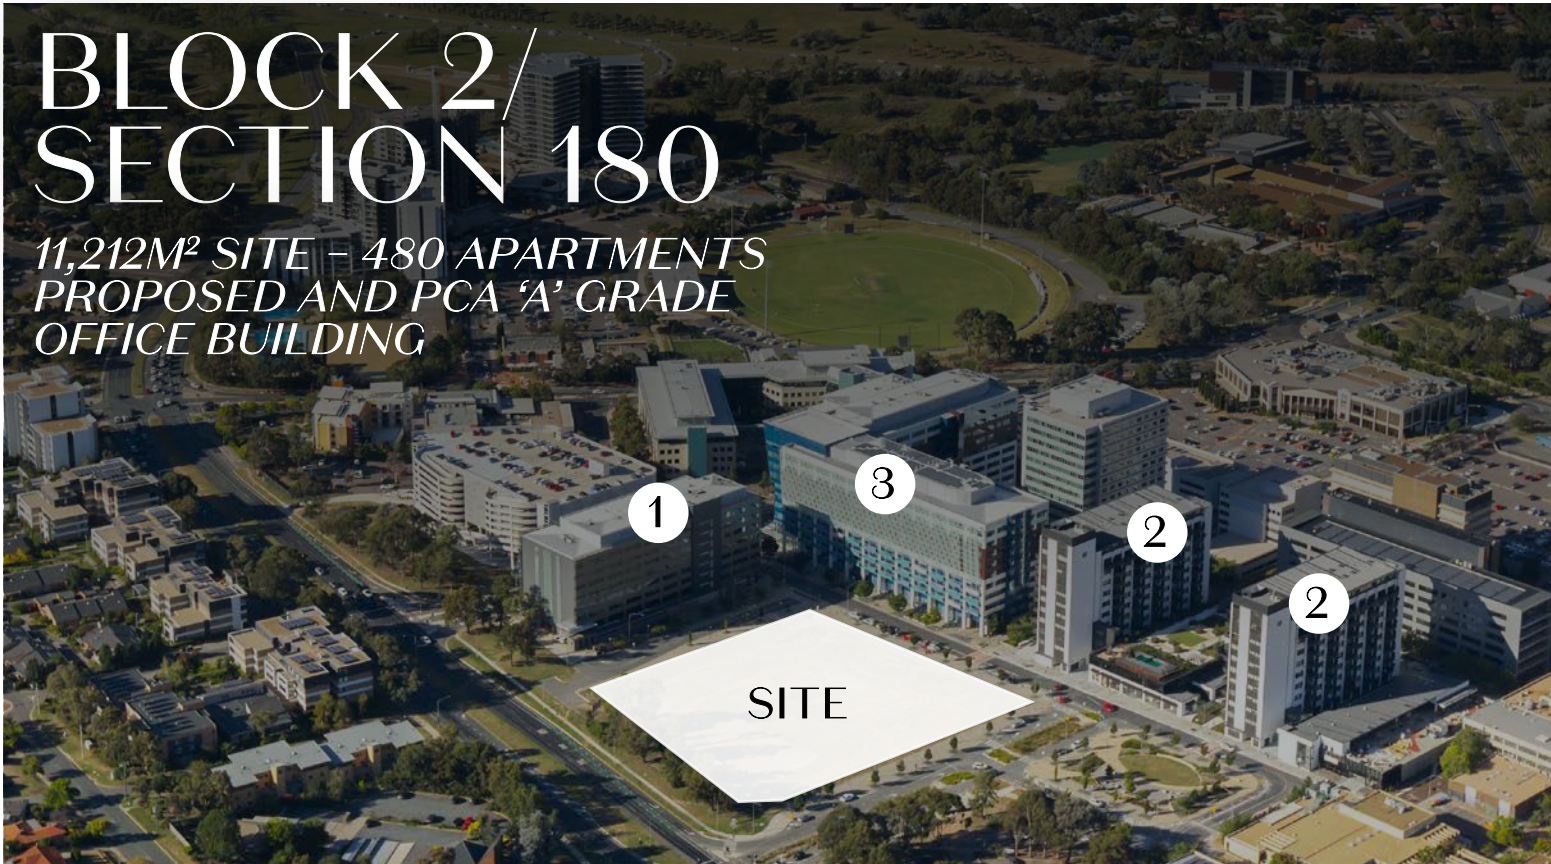 BLOCK 2/
SECTION 180
11,212M² SITE – 480 APARTMENTS
PROPOSED AND PCA ‘A’ GRADE
OFFICE BUILDING
3
1
2
2
SITE